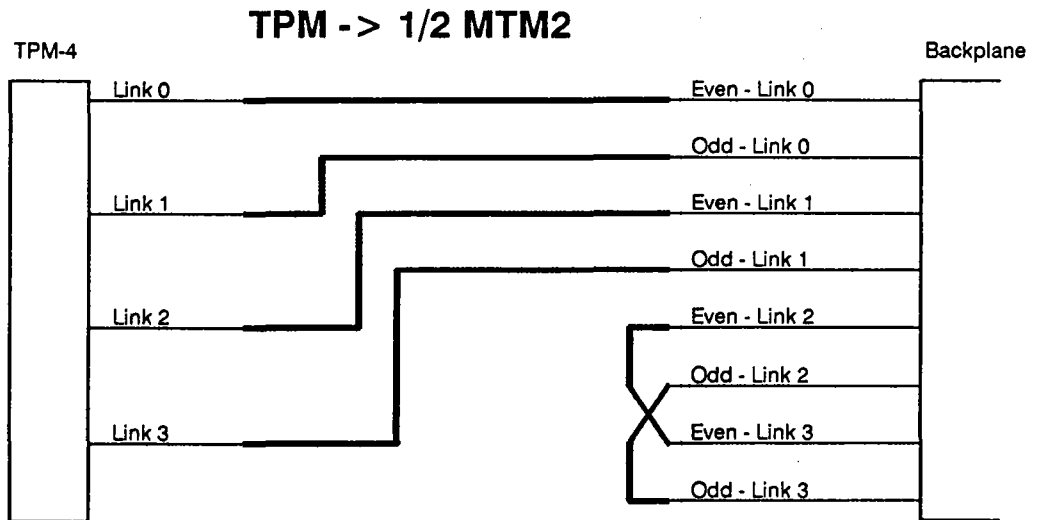 TPM -> 1/2 MTM2
TPM-4
Backplane
Link 0
Even - Link 0
Odd - Link 0
Link 1
Even - Link 1
Odd - Link 1
Link 2
Even - Link 2
Odd - Link 2
Link 3
Even - Link 3
Odd - Link 3